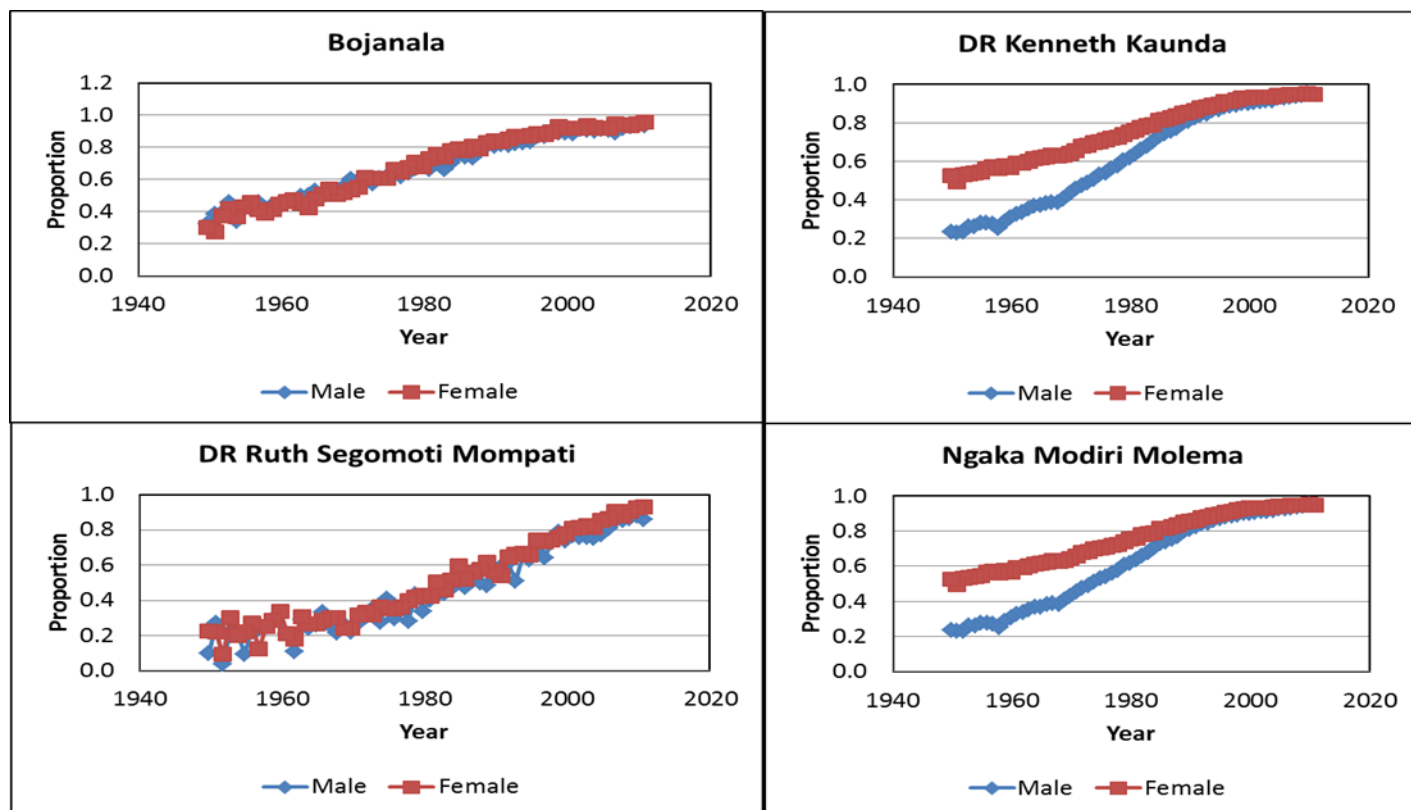 Bojanala
1.2
1.0
0.8
0.6
0.4
0.2
0.0
Proportion
1940 1960 1980 2000 2020
Year
Male Female
DR Kenneth Kaunda
1.0
0.8
0.6
0.4
0.2
0.0
Proportion
1940 1960 1980 2000 2020
Year
Male Female
DR Ruth Segomoti Mompati
1.0
0.8
0.6
0.4
0.2
0.0
Proportion
1940 1960 1980 2000 2020
Year
Male Female
Ngaka Modiri Molema
1.0
0.8
0.6
0.4
0.2
0.0
Proportion
1940 1960 1980 2000 2020
Year
Male Female